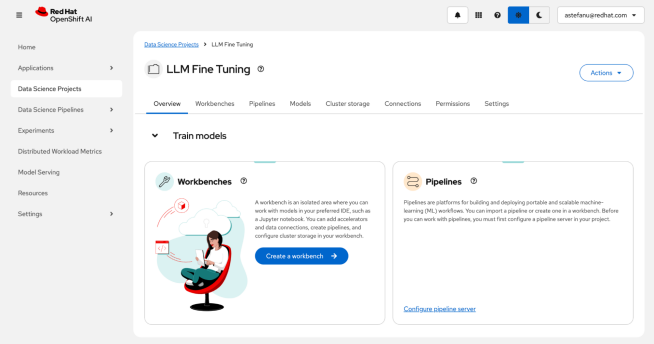 Red Hat
OpenShift AI
astefanu@redhat.com
Home
Applications
Data Science Projects
Data Science Pipelines
Experiments
Distributed Workload Metrics
Model Serving
Resources
Settings
Data Science Projects > LLM Fine Tuning
LLM Fine Tuning
Actions
Overview Workbenches Pipelines Models Cluster storage Connections Permissions Settings
Train models
Workbenches
A workbench is an isolated area where you can
work with models in your preferred IDE, such as
a Jupyter notebook. You can add accelerators
and data connections, create pipelines, and
configure cluster storage in your workbench.
Create a workbench
Pipelines
Pipelines are platforms for building and deploying portable and scalable machine-
learning (ML) workflows. You can import a pipeline or create one in a workbench. Before
you can work with pipelines, you must first configure a pipeline server in your project.
Configure pipeline server